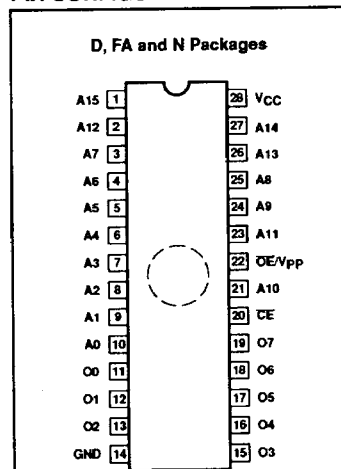 D, FA and N Packages
A15 1 28 VCC
A12 2 27 A14
A7 3 26 A13
A6 4 25 A8
A5 5 24 A9
A4 6 23 A11
A3 7 22 OE/VPP
A2 8 21 A10
A1 9 20 CE
A0 10 19 O7
O0 11 18 O6
O1 12 17 O5
O2 13 16 O4
GND 14 15 O3